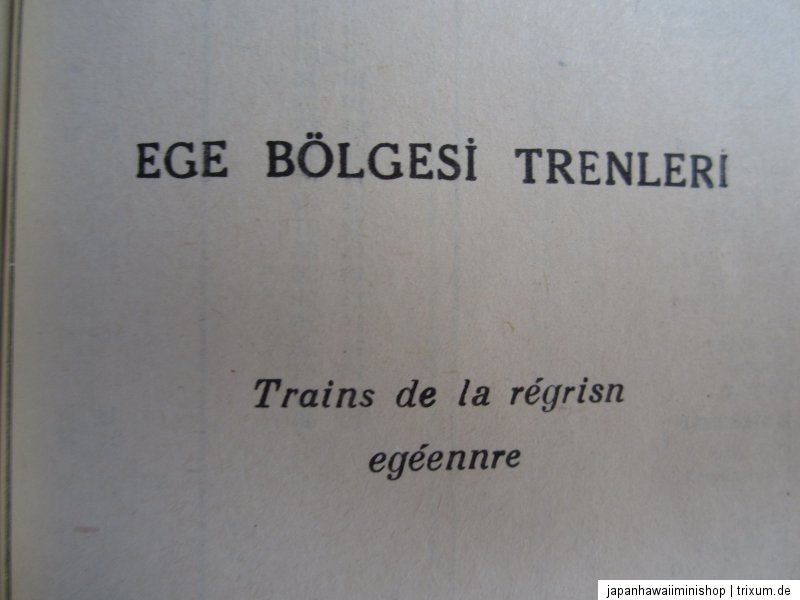 EGE BÖLGESİ TRENLERİ
Trains de la régrisn
egéennre
japanhawaiiminishop | trixum.de